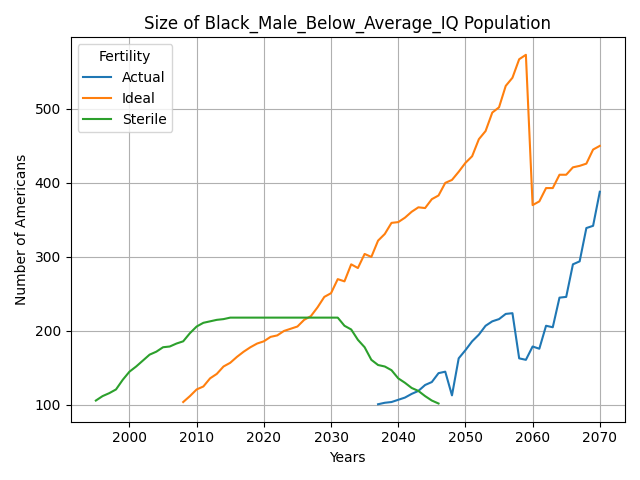 Size of Black_Male_Below_Average_IQ Population
Fertility
Actual
Ideal
Sterile
Number of Americans
500
400
300
200
100
2000
2010
2020
2030
2040
2050
2060
2070
Years